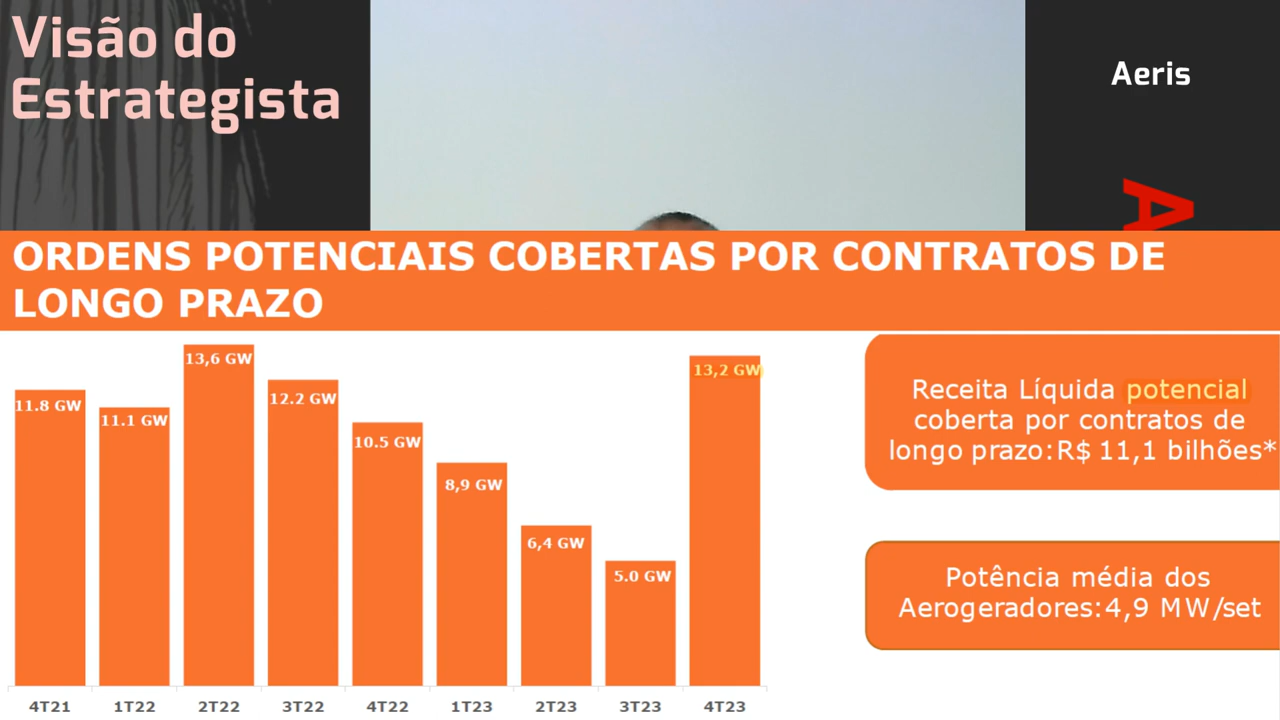 Visão do
Estrategista
Aeris
A
ORDENS POTENCIAIS COBERTAS POR CONTRATOS DE
LONGO PRAZO
11.8 GW
11.1 GW
13,6 GW
12.2 GW
10.5 GW
8,9 GW
6,4 GW
5.0 GW
13,2 GW
4T21
1T22
2T22
3T22
4T22
1T23
2T23
3T23
4T23
Receita Líquida potencial
coberta por contratos de
longo prazo:R$ 11,1 bilhões*
Potência média dos
Aerogeradores:4,9 MW/set